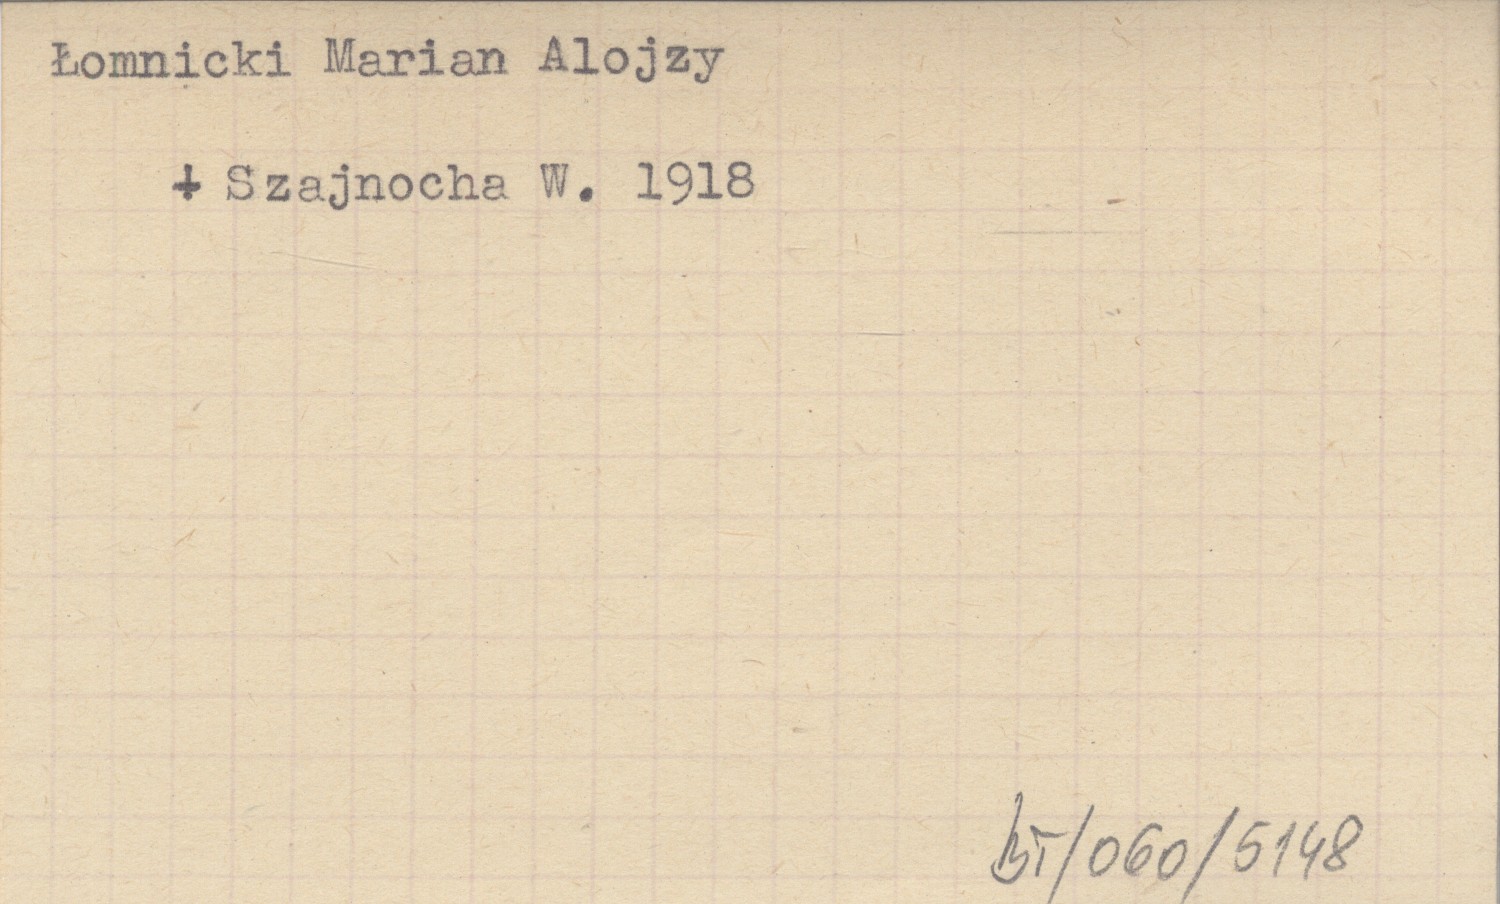 Łomnicki Marian Alojzy
+ Szajnocha W. 1918
BT/060/5148